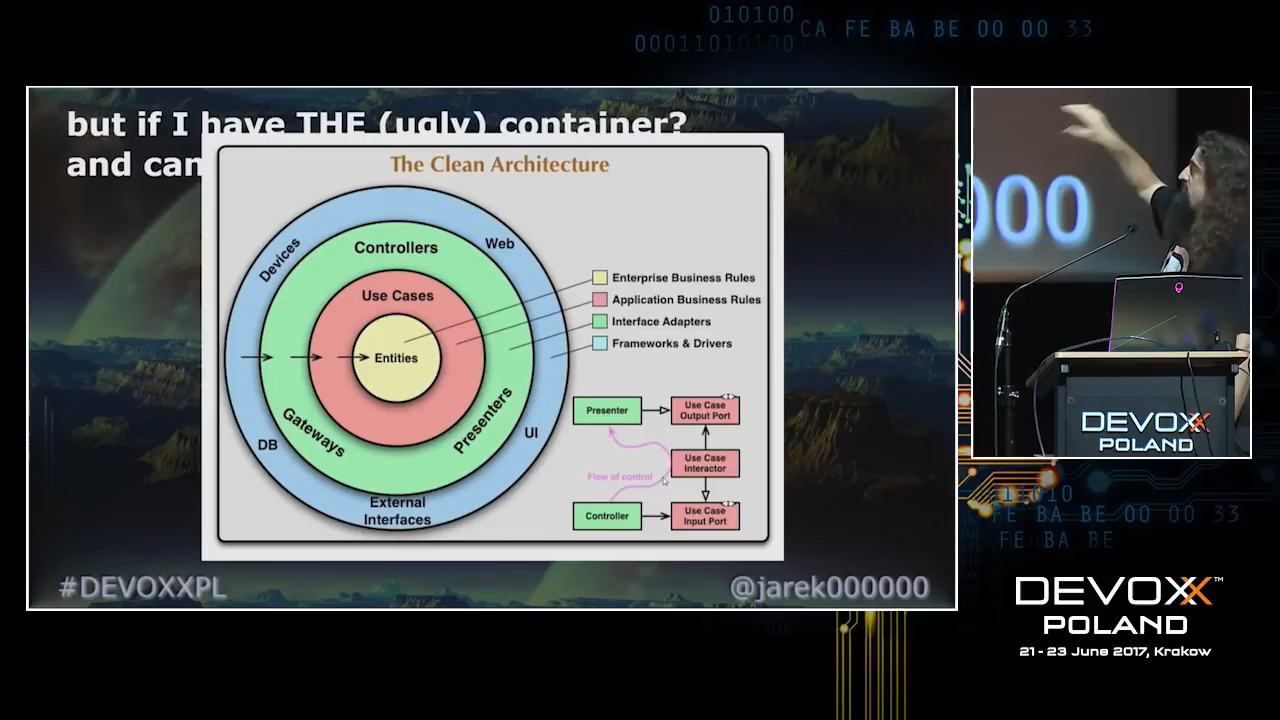 010100
CA FE BA BE 00 00 33
00011010100
but if I have THE (ugly) container?
and can
The Clean Architecture
Devices
Controllers
Web
Use Cases
Entities
DB
Gateways
Presenters
UI
External
Interfaces
Enterprise Business Rules
Application Business Rules
Interface Adapters
Frameworks & Drivers
Presenter
Use Case
Output Port
Flow of control
Use Case
Interactor
Controller
Use Case
Input Port
#DEVOXXPL
@jarek000000
000
DEVOXX
POLAND
FE BA BE 00 00 33
FE BA BE
DEVOXX™
POLAND
21 - 23 June 2017, Krakow